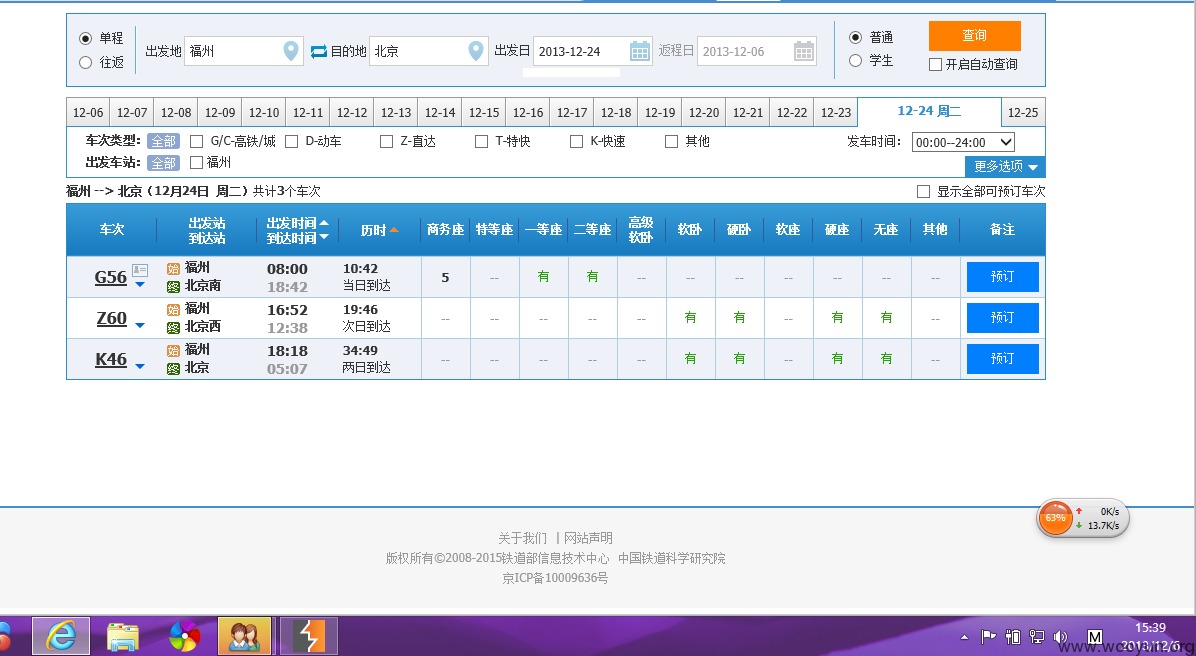 单程 出发地 福州 目的地 北京 出发日 2013-12-24 返程日 2013-12-06 普通 查询
往返 学生 开启自动查询
12-06 12-07 12-08 12-09 12-10 12-11 12-12 12-13 12-14 12-15 12-16 12-17 12-18 12-19 12-20 12-21 12-22 12-23 12-24 周二 12-25
车次类型: 全部 G/C-高铁/城 D-动车 Z-直达 T-特快 K-快速 其他 发车时间: 00:00--24:00
出发车站: 全部 福州 更多选项
福州 --> 北京（12月24日 周二）共计3个车次 显示全部可预订车次
车次 出发站 到达站 出发时间 到达时间 历时 商务座 特等座 一等座 二等座 高级软卧 软卧 硬卧 软座 硬座 无座 其他 备注
G56 始 福州 08:00 10:42 5 -- 有 有 -- -- -- -- -- -- -- 预订
终 北京南 18:42 当日到达
Z60 始 福州 16:52 19:46 -- -- -- -- -- 有 有 -- 有 有 -- 预订
终 北京西 12:38 次日到达
K46 始 福州 18:18 34:49 -- -- -- -- -- 有 有 -- 有 有 -- 预订
终 北京 05:07 两日到达
63% 0K/s
13.7K/s
关于我们 | 网站声明
版权所有©2008-2015铁道部信息技术中心 中国铁道科学研究院
京ICP备10009636号
M 15:39